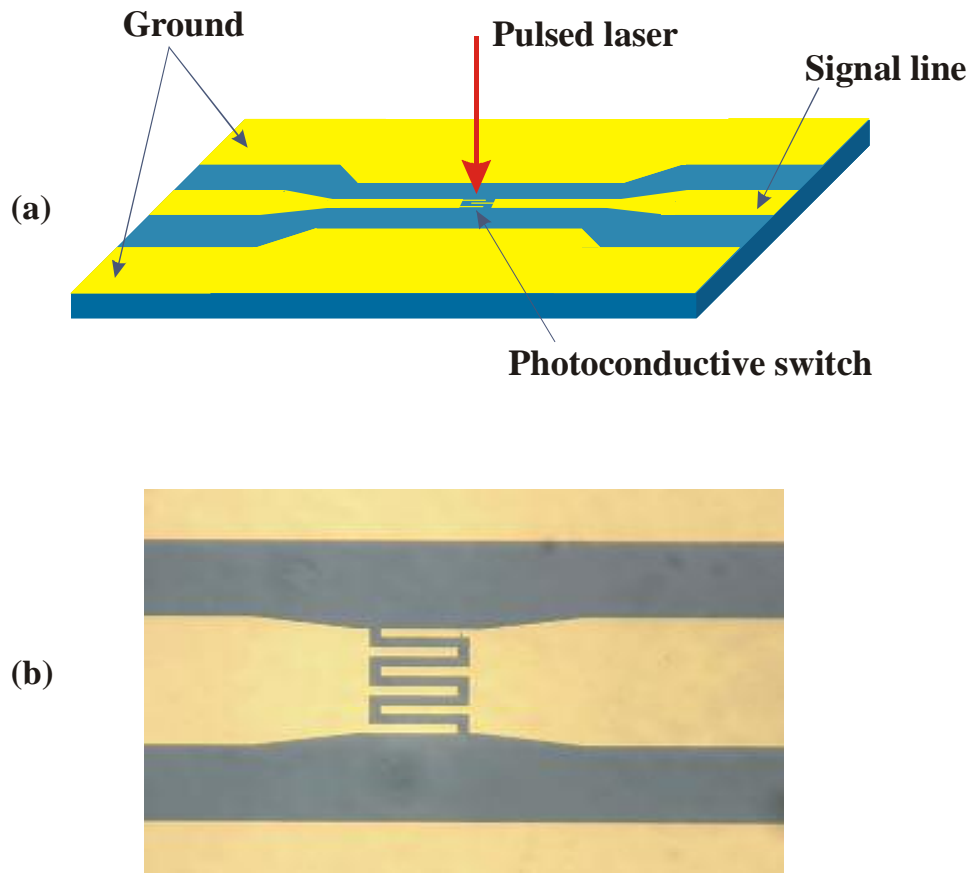 Ground
Pulsed laser
Signal line
(a)
Photoconductive switch
(b)